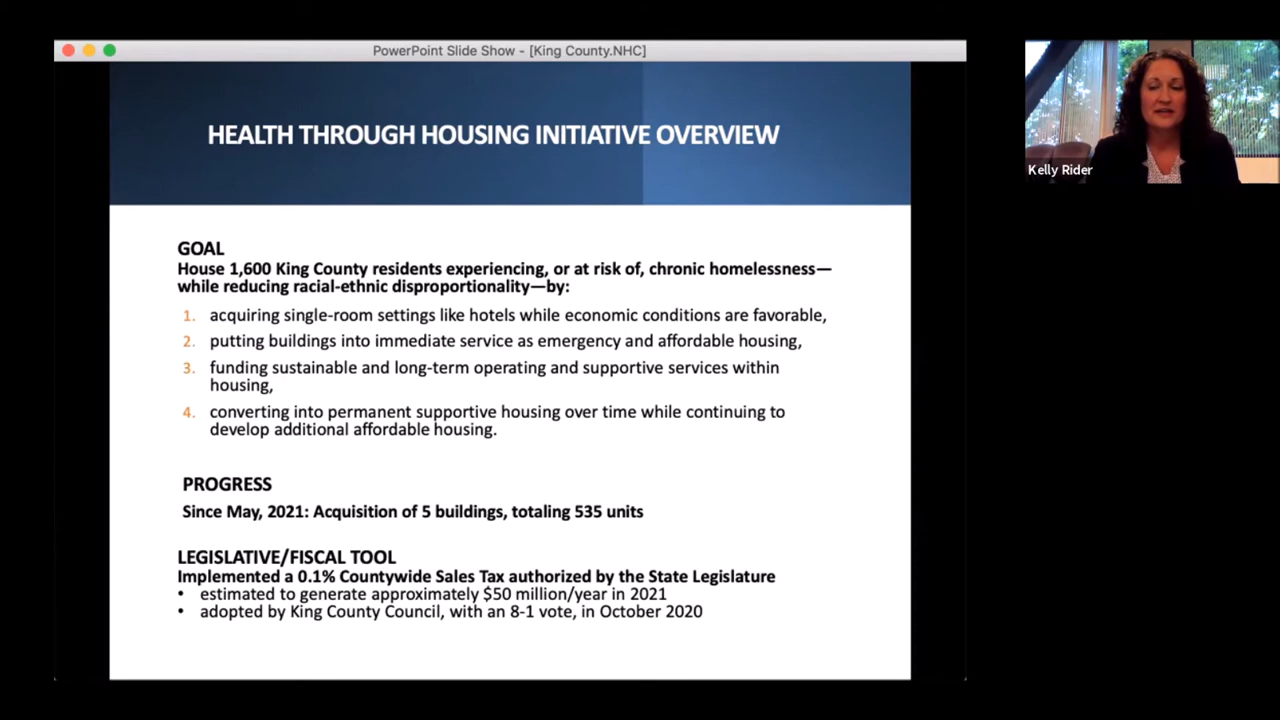 PowerPoint Slide Show - [King County.NHC]
HEALTH THROUGH HOUSING INITIATIVE OVERVIEW
Kelly Rider
GOAL
House 1,600 King County residents experiencing, or at risk of, chronic homelessness—
while reducing racial-ethnic disproportionality—by:
1. acquiring single-room settings like hotels while economic conditions are favorable,
2. putting buildings into immediate service as emergency and affordable housing,
3. funding sustainable and long-term operating and supportive services within
housing,
4. converting into permanent supportive housing over time while continuing to
develop additional affordable housing.
PROGRESS
Since May, 2021: Acquisition of 5 buildings, totaling 535 units
LEGISLATIVE/FISCAL TOOL
Implemented a 0.1% Countywide Sales Tax authorized by the State Legislature
• estimated to generate approximately $50 million/year in 2021
• adopted by King County Council, with an 8-1 vote, in October 2020